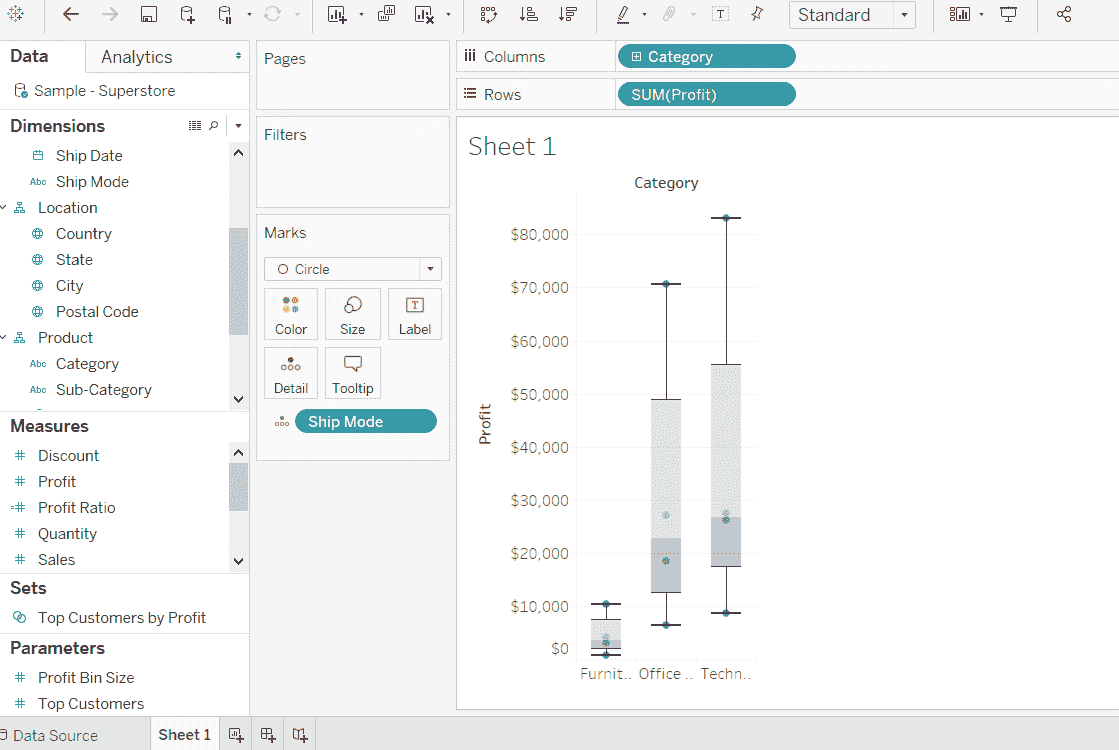 Standard
Data
Analytics
Sample - Superstore
Dimensions
Ship Date
Abc Ship Mode
Location
Country
State
City
Postal Code
Product
Abc Category
Abc Sub-Category
Measures
# Discount
# Profit
=# Profit Ratio
# Quantity
# Sales
Sets
Top Customers by Profit
Parameters
# Profit Bin Size
# Top Customers
Pages
Filters
Marks
Circle
Color Size Label
Detail Tooltip
Ship Mode
Columns Category
Rows SUM(Profit)
Sheet 1
Category
Profit
$80,000
$70,000
$60,000
$50,000
$40,000
$30,000
$20,000
$10,000
$0
Furnit.. Office .. Techn..
Data Source Sheet 1